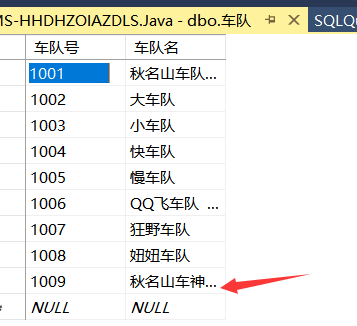 MS-HHDHZOIAZDLS.Java - dbo.车队 SQLQ
车队号 车队名
1001 秋名山车队...
1002 大车队
1003 小车队
1004 快车队
1005 慢车队
1006 QQ飞车队 ...
1007 狂野车队
1008 妞妞车队
1009 秋名山车神...
NULL NULL